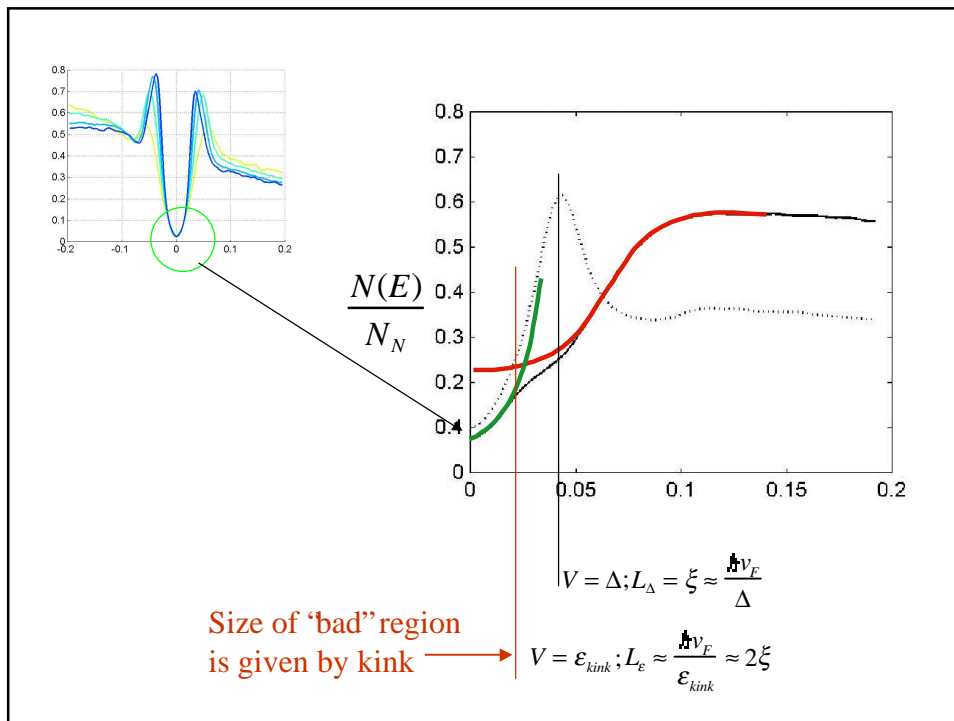 0.8
0.7
0.6
0.5
0.4
0.3
0.2
0.1
0
-0.2 -0.1 0 0.1 0.2
N(E)
N_N
0.8
0.7
0.6
0.5
0.4
0.3
0.2
0.4
0
0 0.05 0.1 0.15 0.2
V = Δ; L_Δ = ξ ≈ ħv_F / Δ
Size of “bad” region
is given by kink
V = ε_kink; L_ε ≈ ħv_F / ε_kink ≈ 2ξ